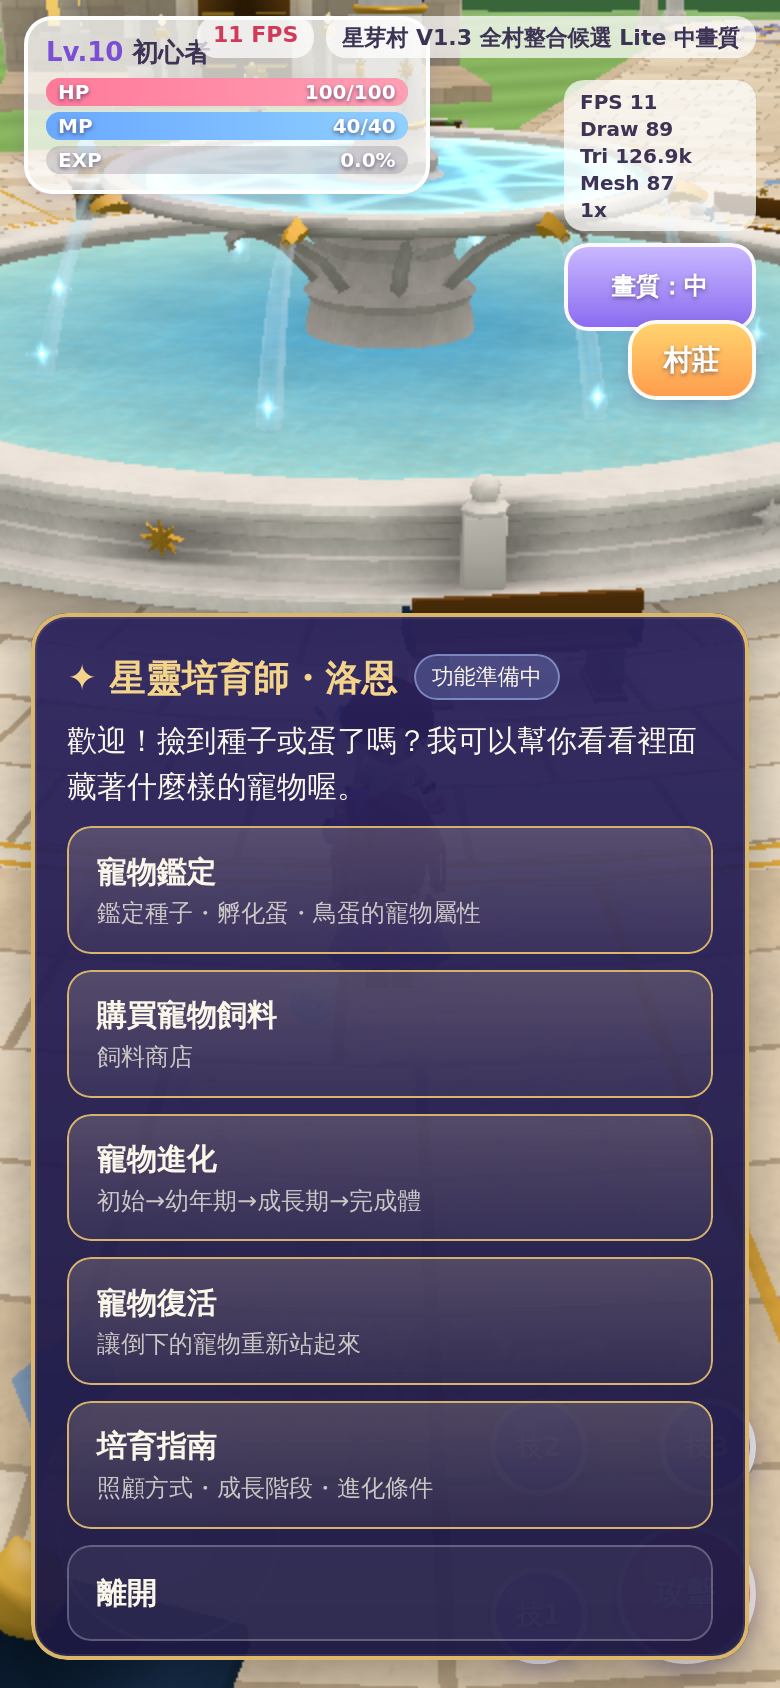 Lv.10 初心者
11 FPS
星芽村 V1.3 全村整合候選 Lite 中畫質
HP 100/100
MP 40/40
EXP 0.0%
FPS 11
Draw 89
Tri 126.9k
Mesh 87
1x
畫質：中
村莊
✦ 星靈培育師・洛恩 功能準備中
歡迎！撿到種子或蛋了嗎？我可以幫你看看裡面
藏著什麼樣的寵物喔。
寵物鑑定
鑑定種子・孵化蛋・鳥蛋的寵物屬性
購買寵物飼料
飼料商店
寵物進化
初始→幼年期→成長期→完成體
寵物復活
讓倒下的寵物重新站起來
培育指南
照顧方式・成長階段・進化條件
技2
技3
離開
技1
攻擊